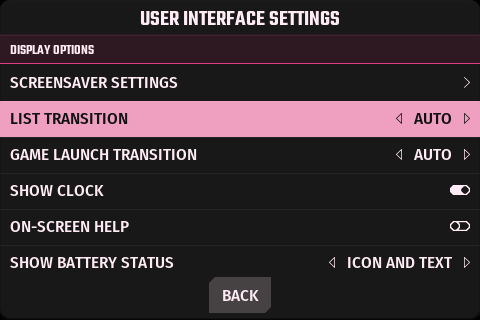 USER INTERFACE SETTINGS
DISPLAY OPTIONS
SCREENSAVER SETTINGS
LIST TRANSITION AUTO
GAME LAUNCH TRANSITION AUTO
SHOW CLOCK
ON-SCREEN HELP
SHOW BATTERY STATUS ICON AND TEXT
BACK